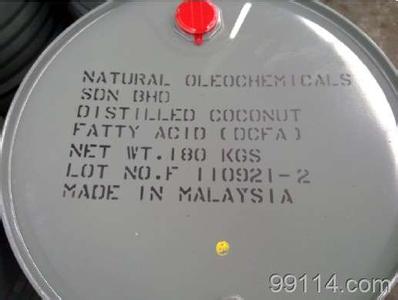 NATURAL OLEOCHEMICALS
SDN BHD
DISTILLED COCONUT
FATTY ACID (DCFA)
NET WT.180 KGS
LOT NO.F 110921-2
MADE IN MALAYSIA
99114.com